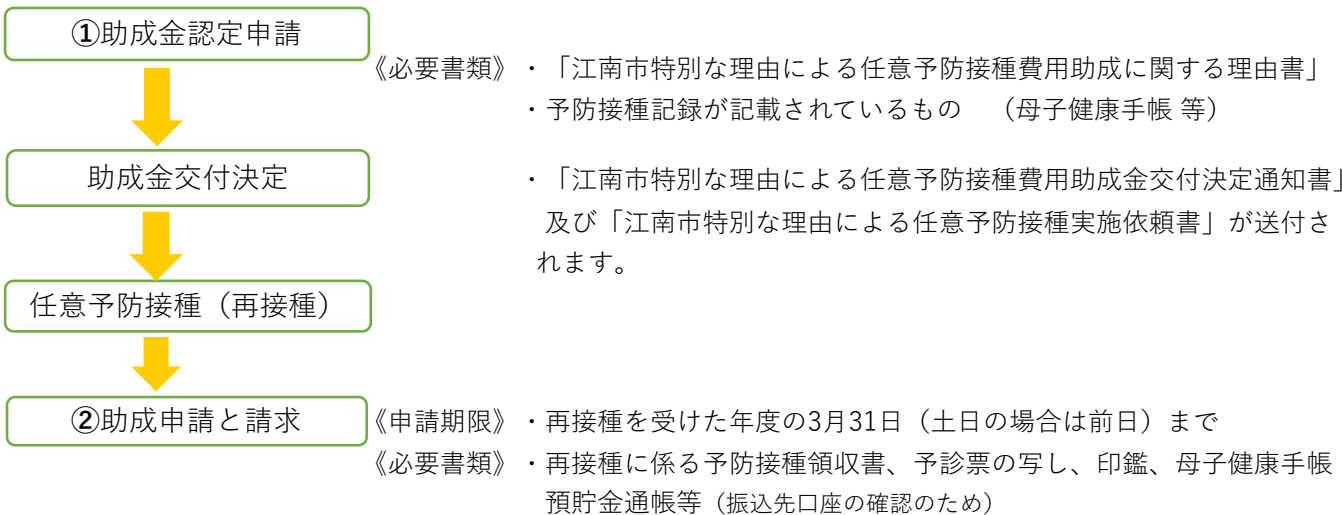 ①助成金認定申請
《必要書類》・「江南市特別な理由による任意予防接種費用助成に関する理由書」
・予防接種記録が記載されているもの （母子健康手帳 等）
助成金交付決定
・「江南市特別な理由による任意予防接種費用助成金交付決定通知書」
及び「江南市特別な理由による任意予防接種実施依頼書」が送付さ
れます。
任意予防接種（再接種）
②助成申請と請求
《申請期限》・再接種を受けた年度の3月31日（土日の場合は前日）まで
《必要書類》・再接種に係る予防接種領収書、予診票の写し、印鑑、母子健康手帳
預貯金通帳等（振込先口座の確認のため）